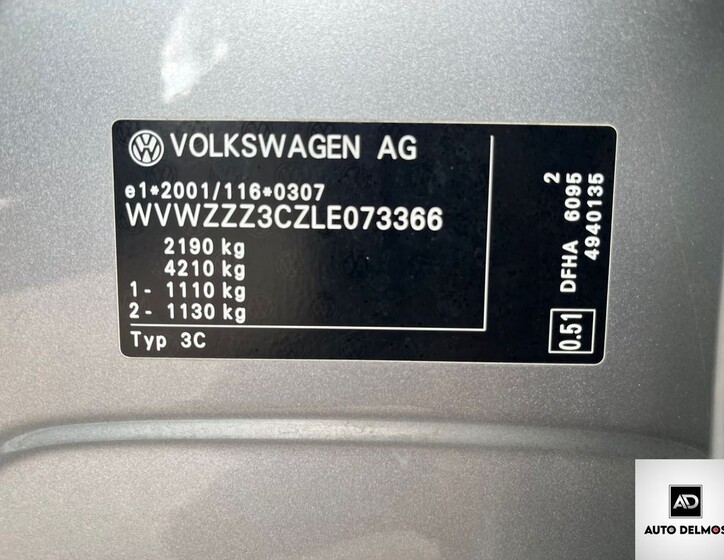 VOLKSWAGEN AG
e1*2001/116*0307
WVWZZZ3CZLE073366
2190 kg
4210 kg
1- 1110 kg
2- 1130 kg
Typ 3C
2
DFHA 6095
4940135
0.51
AD
AUTO DELMOS